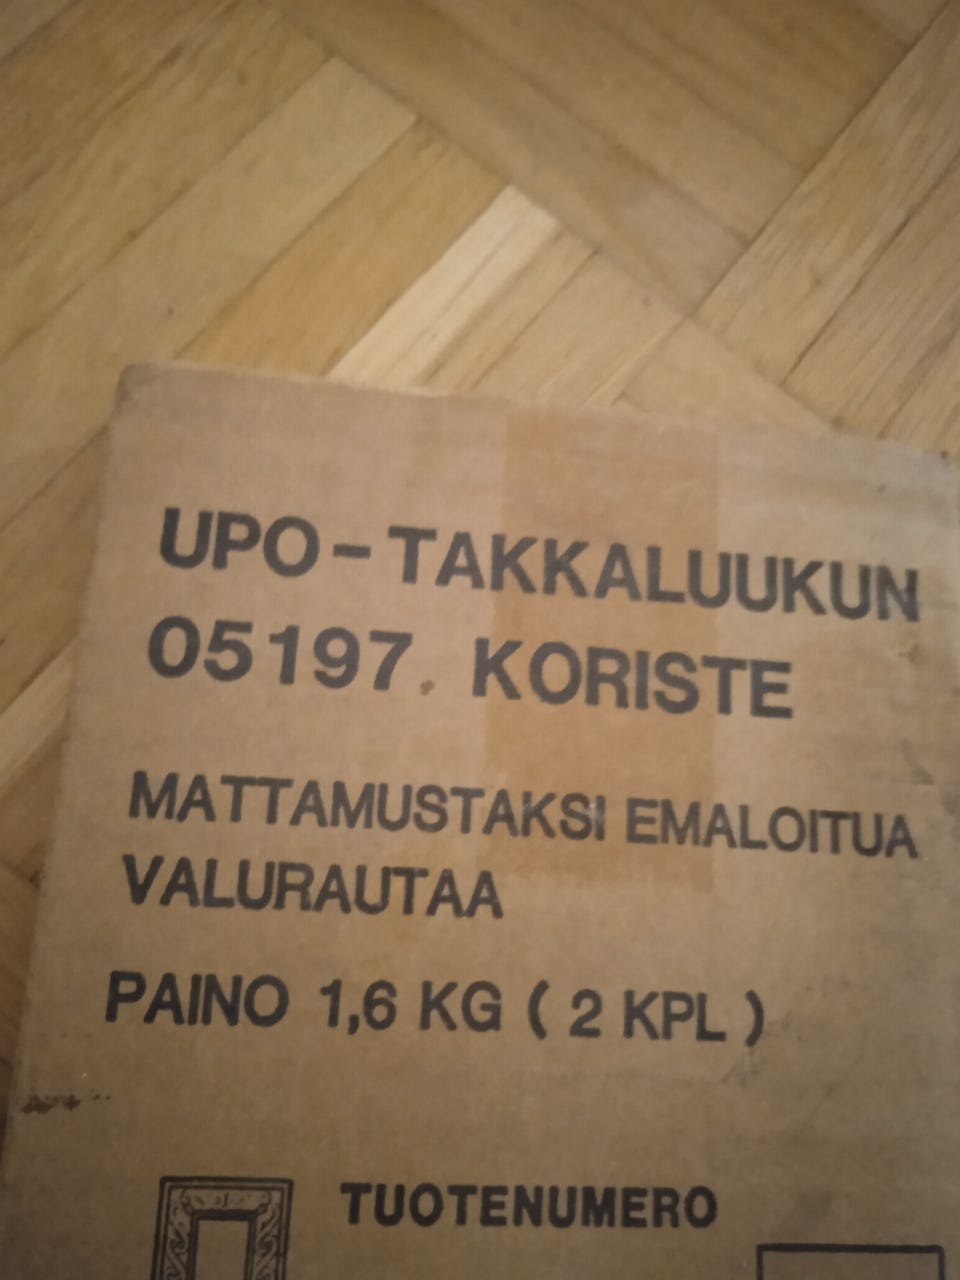 UPO-TAKKALUUKUN
05197. KORISTE
MATTAMUSTAKSI EMALOITUA
VALURAUTAA
PAINO 1,6 KG (2 KPL)
TUOTENUMERO